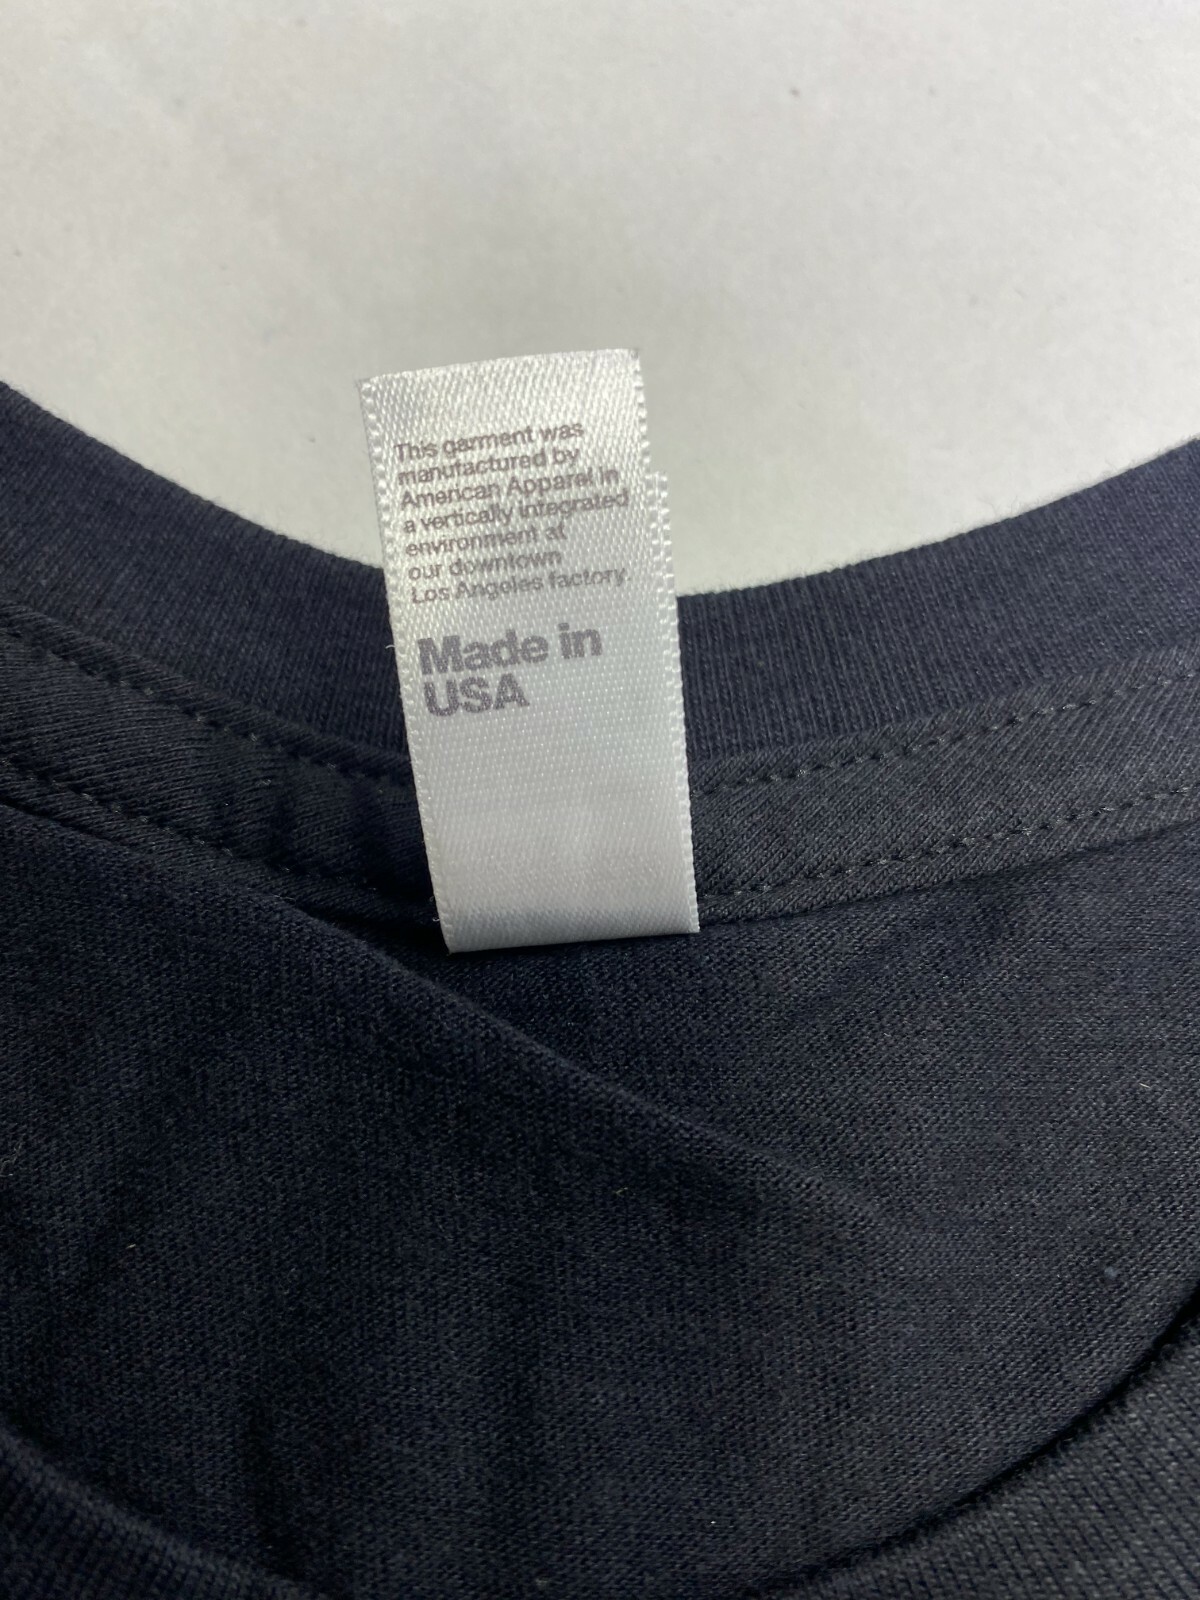 This garment was
manufactured by
American Apparel in
a vertically integrated
environment at
our downtown
Los Angeles factory.
Made in
USA